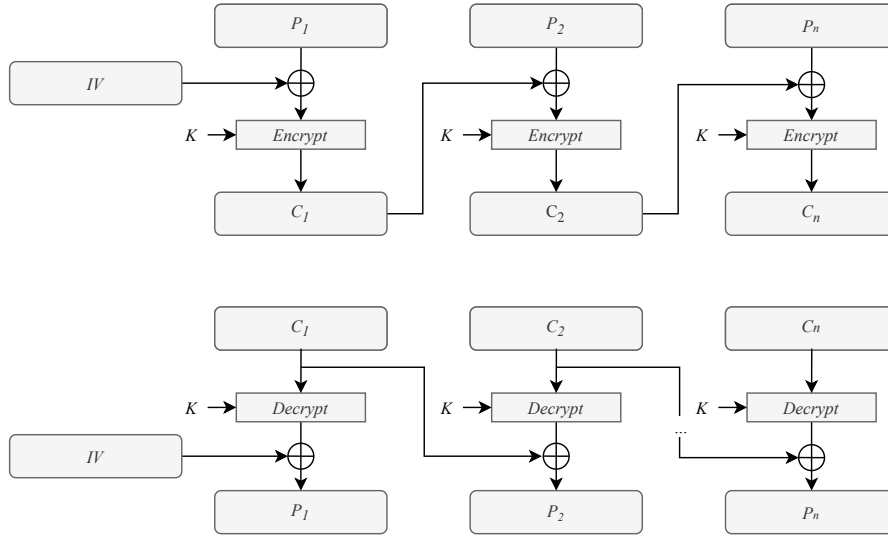 P1 P2 Pn
IV
K Encrypt K Encrypt K Encrypt
C1 C2 Cn
C1 C2 Cn
K Decrypt K Decrypt K Decrypt
...
IV
P1 P2 Pn